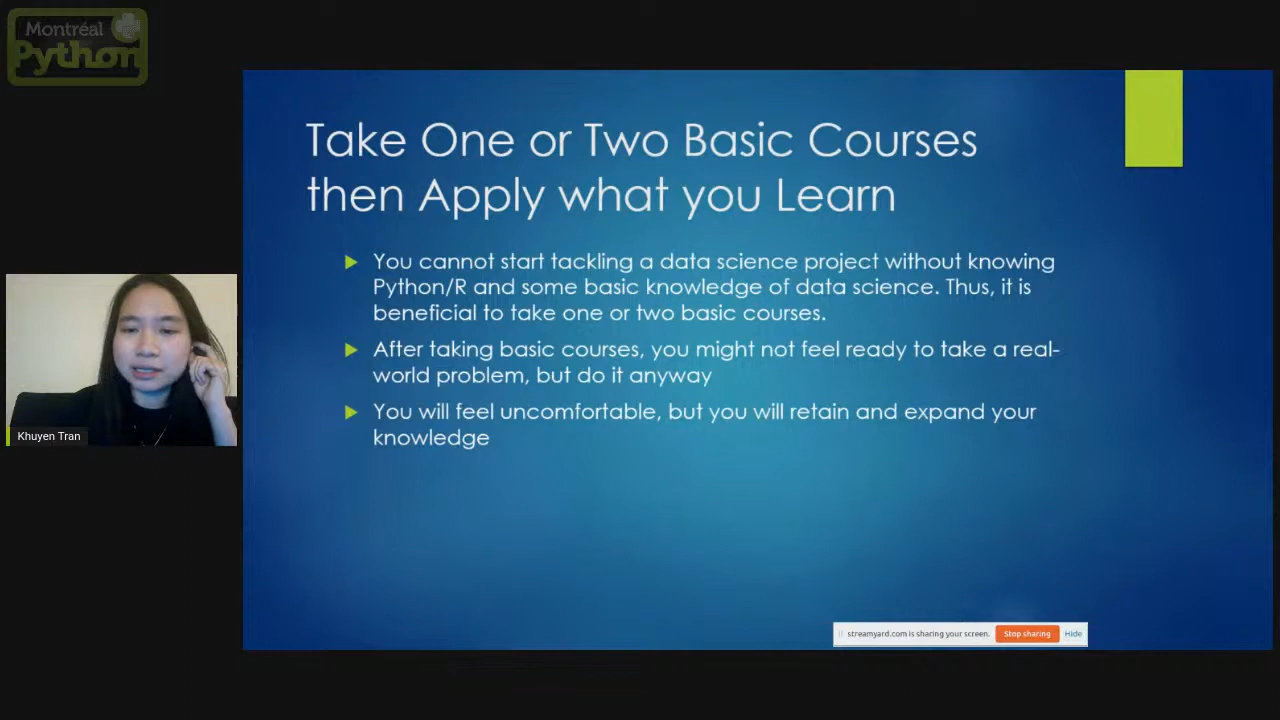 Montréal
Python
Take One or Two Basic Courses
then Apply what you Learn
You cannot start tackling a data science project without knowing
Python/R and some basic knowledge of data science. Thus, it is
beneficial to take one or two basic courses.
After taking basic courses, you might not feel ready to take a real-
world problem, but do it anyway
You will feel uncomfortable, but you will retain and expand your
knowledge
Khuyen Tran
streamyard.com is sharing your screen.
Stop sharing
Hide